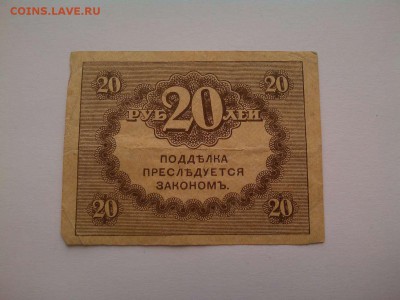 COINS.LAVE.RU
20 20
РУБ 20 ЛЕЙ
ПОДДѢЛКА
ПРЕСЛѢДУЕТСЯ
ЗАКОНОМЪ.
20 20